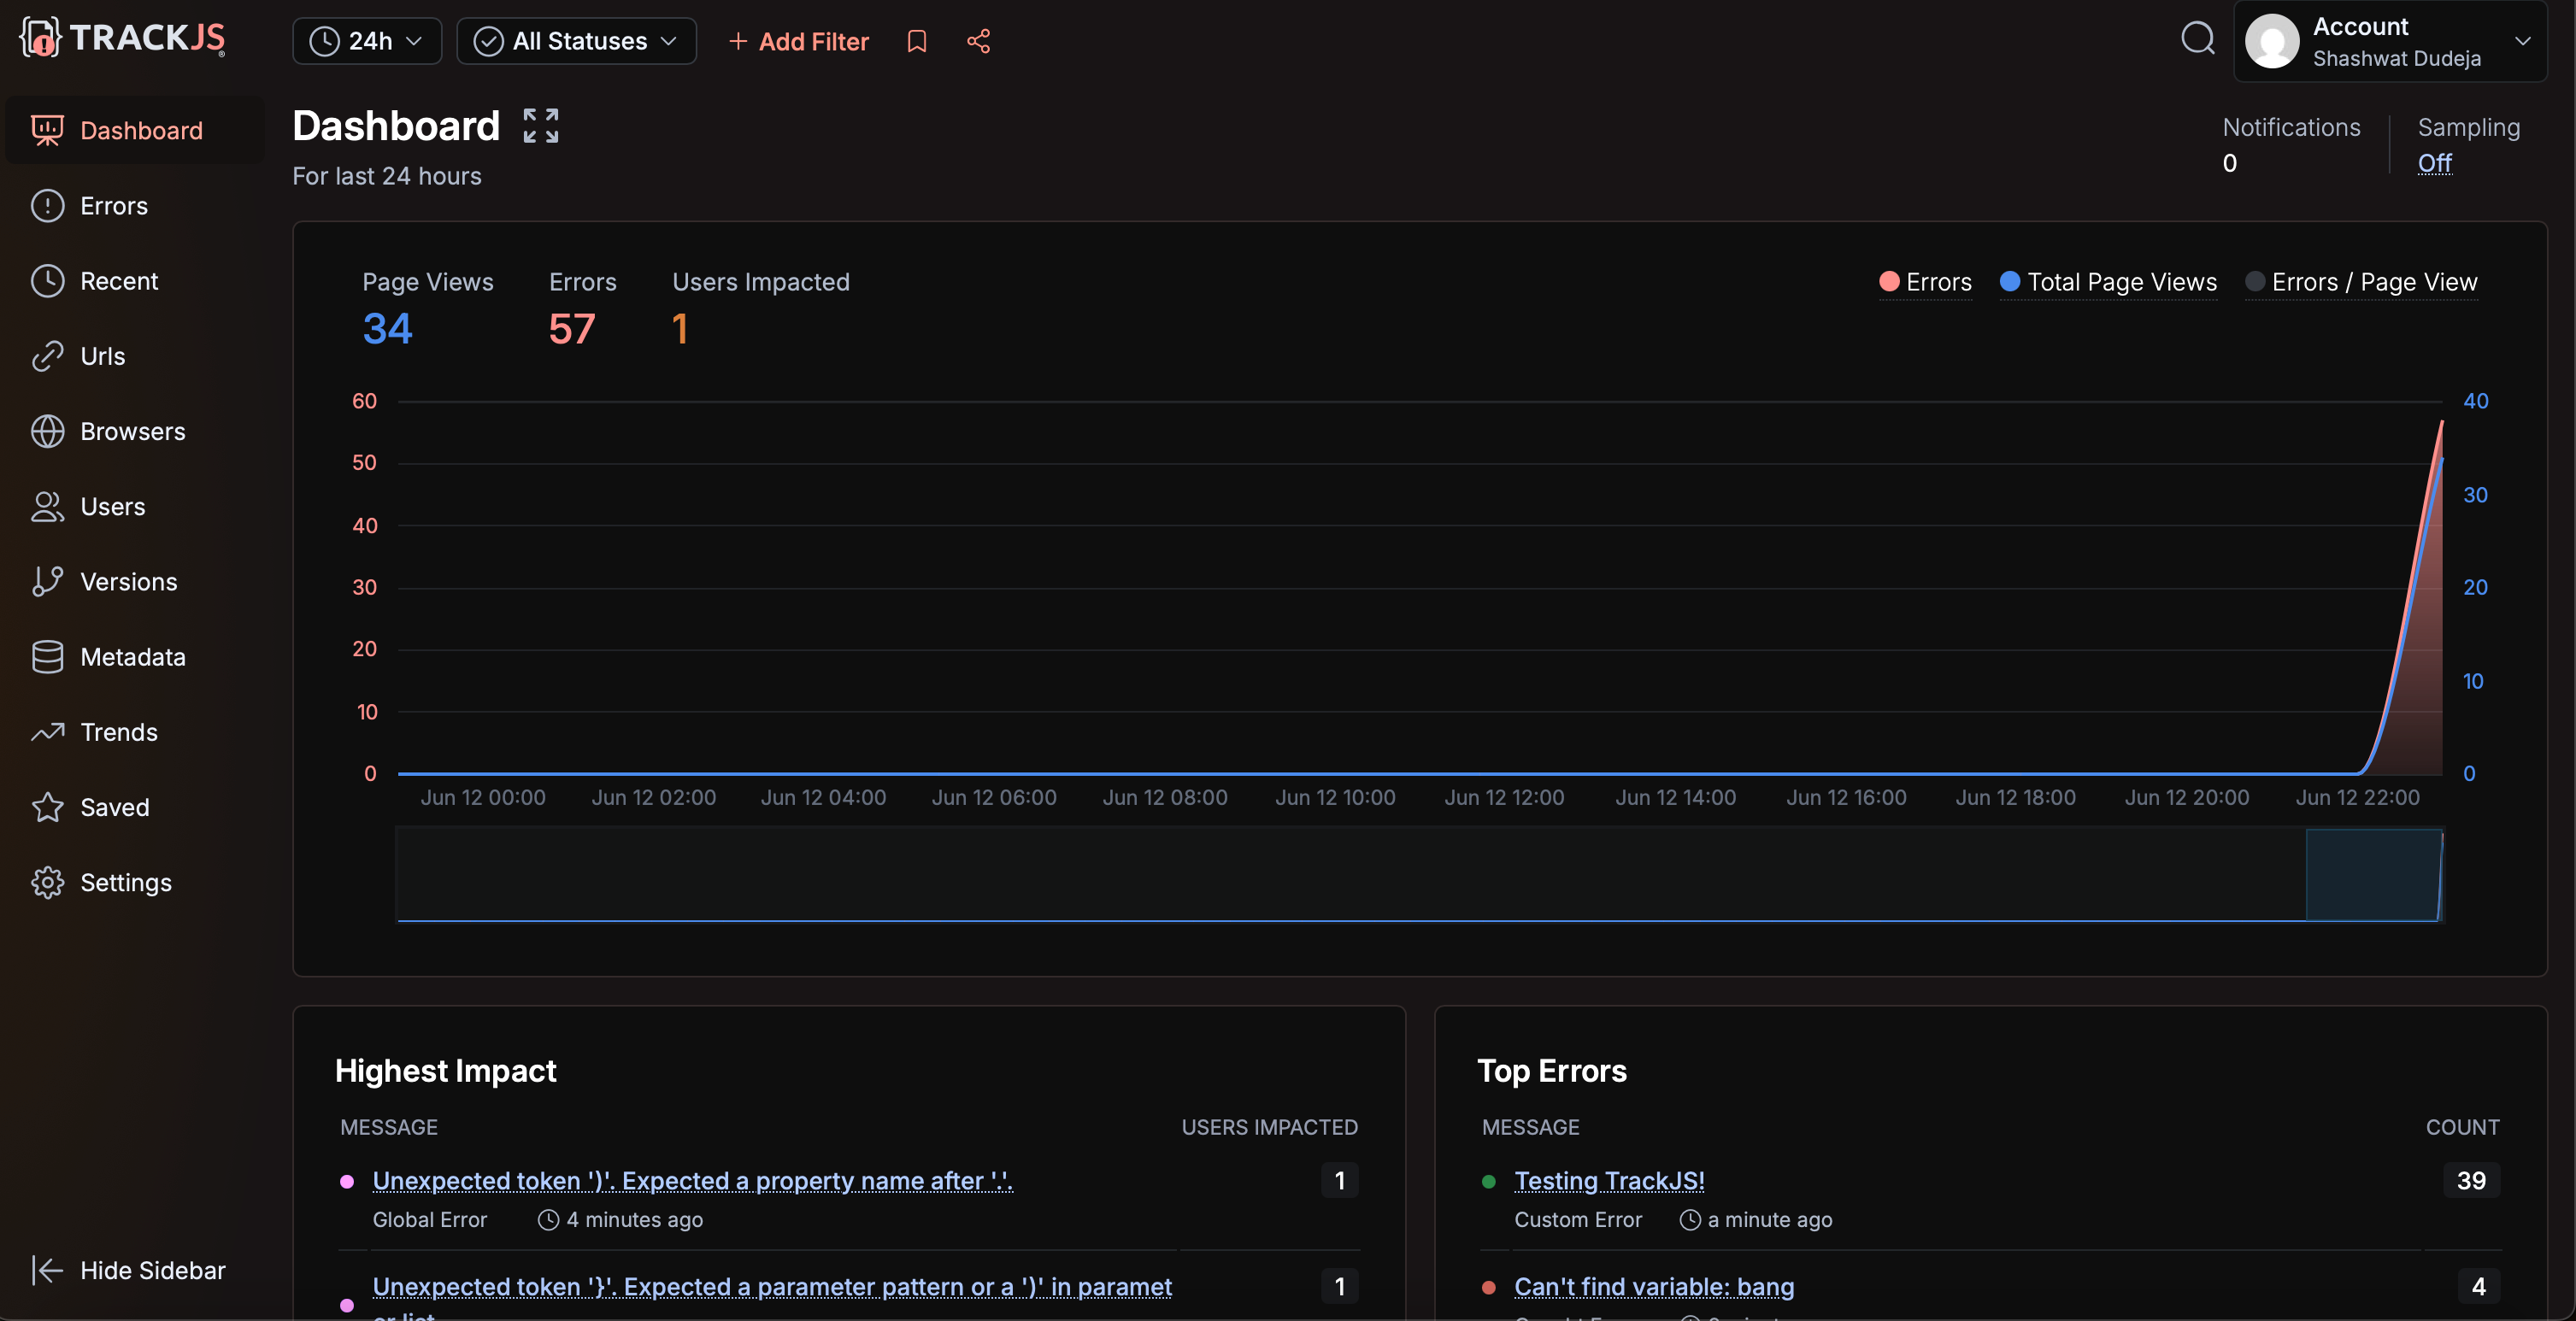 TRACKJS
24h
All Statuses
+ Add Filter
Account
Shashwat Dudeja
Dashboard
Errors
Recent
Urls
Browsers
Users
Versions
Metadata
Trends
Saved
Settings
Hide Sidebar
Dashboard
For last 24 hours
Notifications
0
Sampling
Off
Page Views
34
Errors
57
Users Impacted
1
Errors
Total Page Views
Errors / Page View
60
50
40
30
20
10
0
40
30
20
10
0
Jun 12 00:00 Jun 12 02:00 Jun 12 04:00 Jun 12 06:00 Jun 12 08:00 Jun 12 10:00 Jun 12 12:00 Jun 12 14:00 Jun 12 16:00 Jun 12 18:00 Jun 12 20:00 Jun 12 22:00
Highest Impact
MESSAGE USERS IMPACTED
Unexpected token ')'. Expected a property name after '.'. 1
Global Error 4 minutes ago
Unexpected token '}'. Expected a parameter pattern or a ')' in paramet 1
er list.
Top Errors
MESSAGE COUNT
Testing TrackJS! 39
Custom Error a minute ago
Can't find variable: bang 4